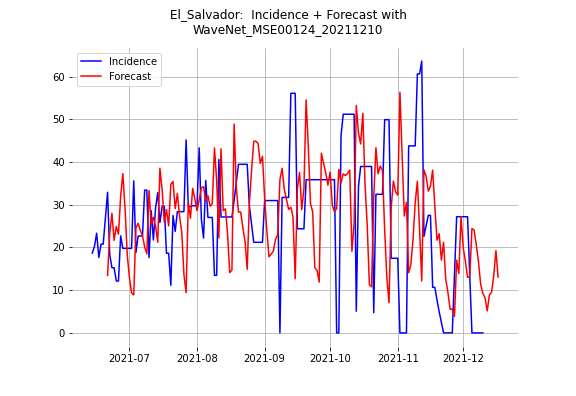 El_Salvador:  Incidence + Forecast with
WaveNet_MSE00124_20211210
Incidence
Forecast
60
50
40
30
20
10
0
2021-07 2021-08 2021-09 2021-10 2021-11 2021-12